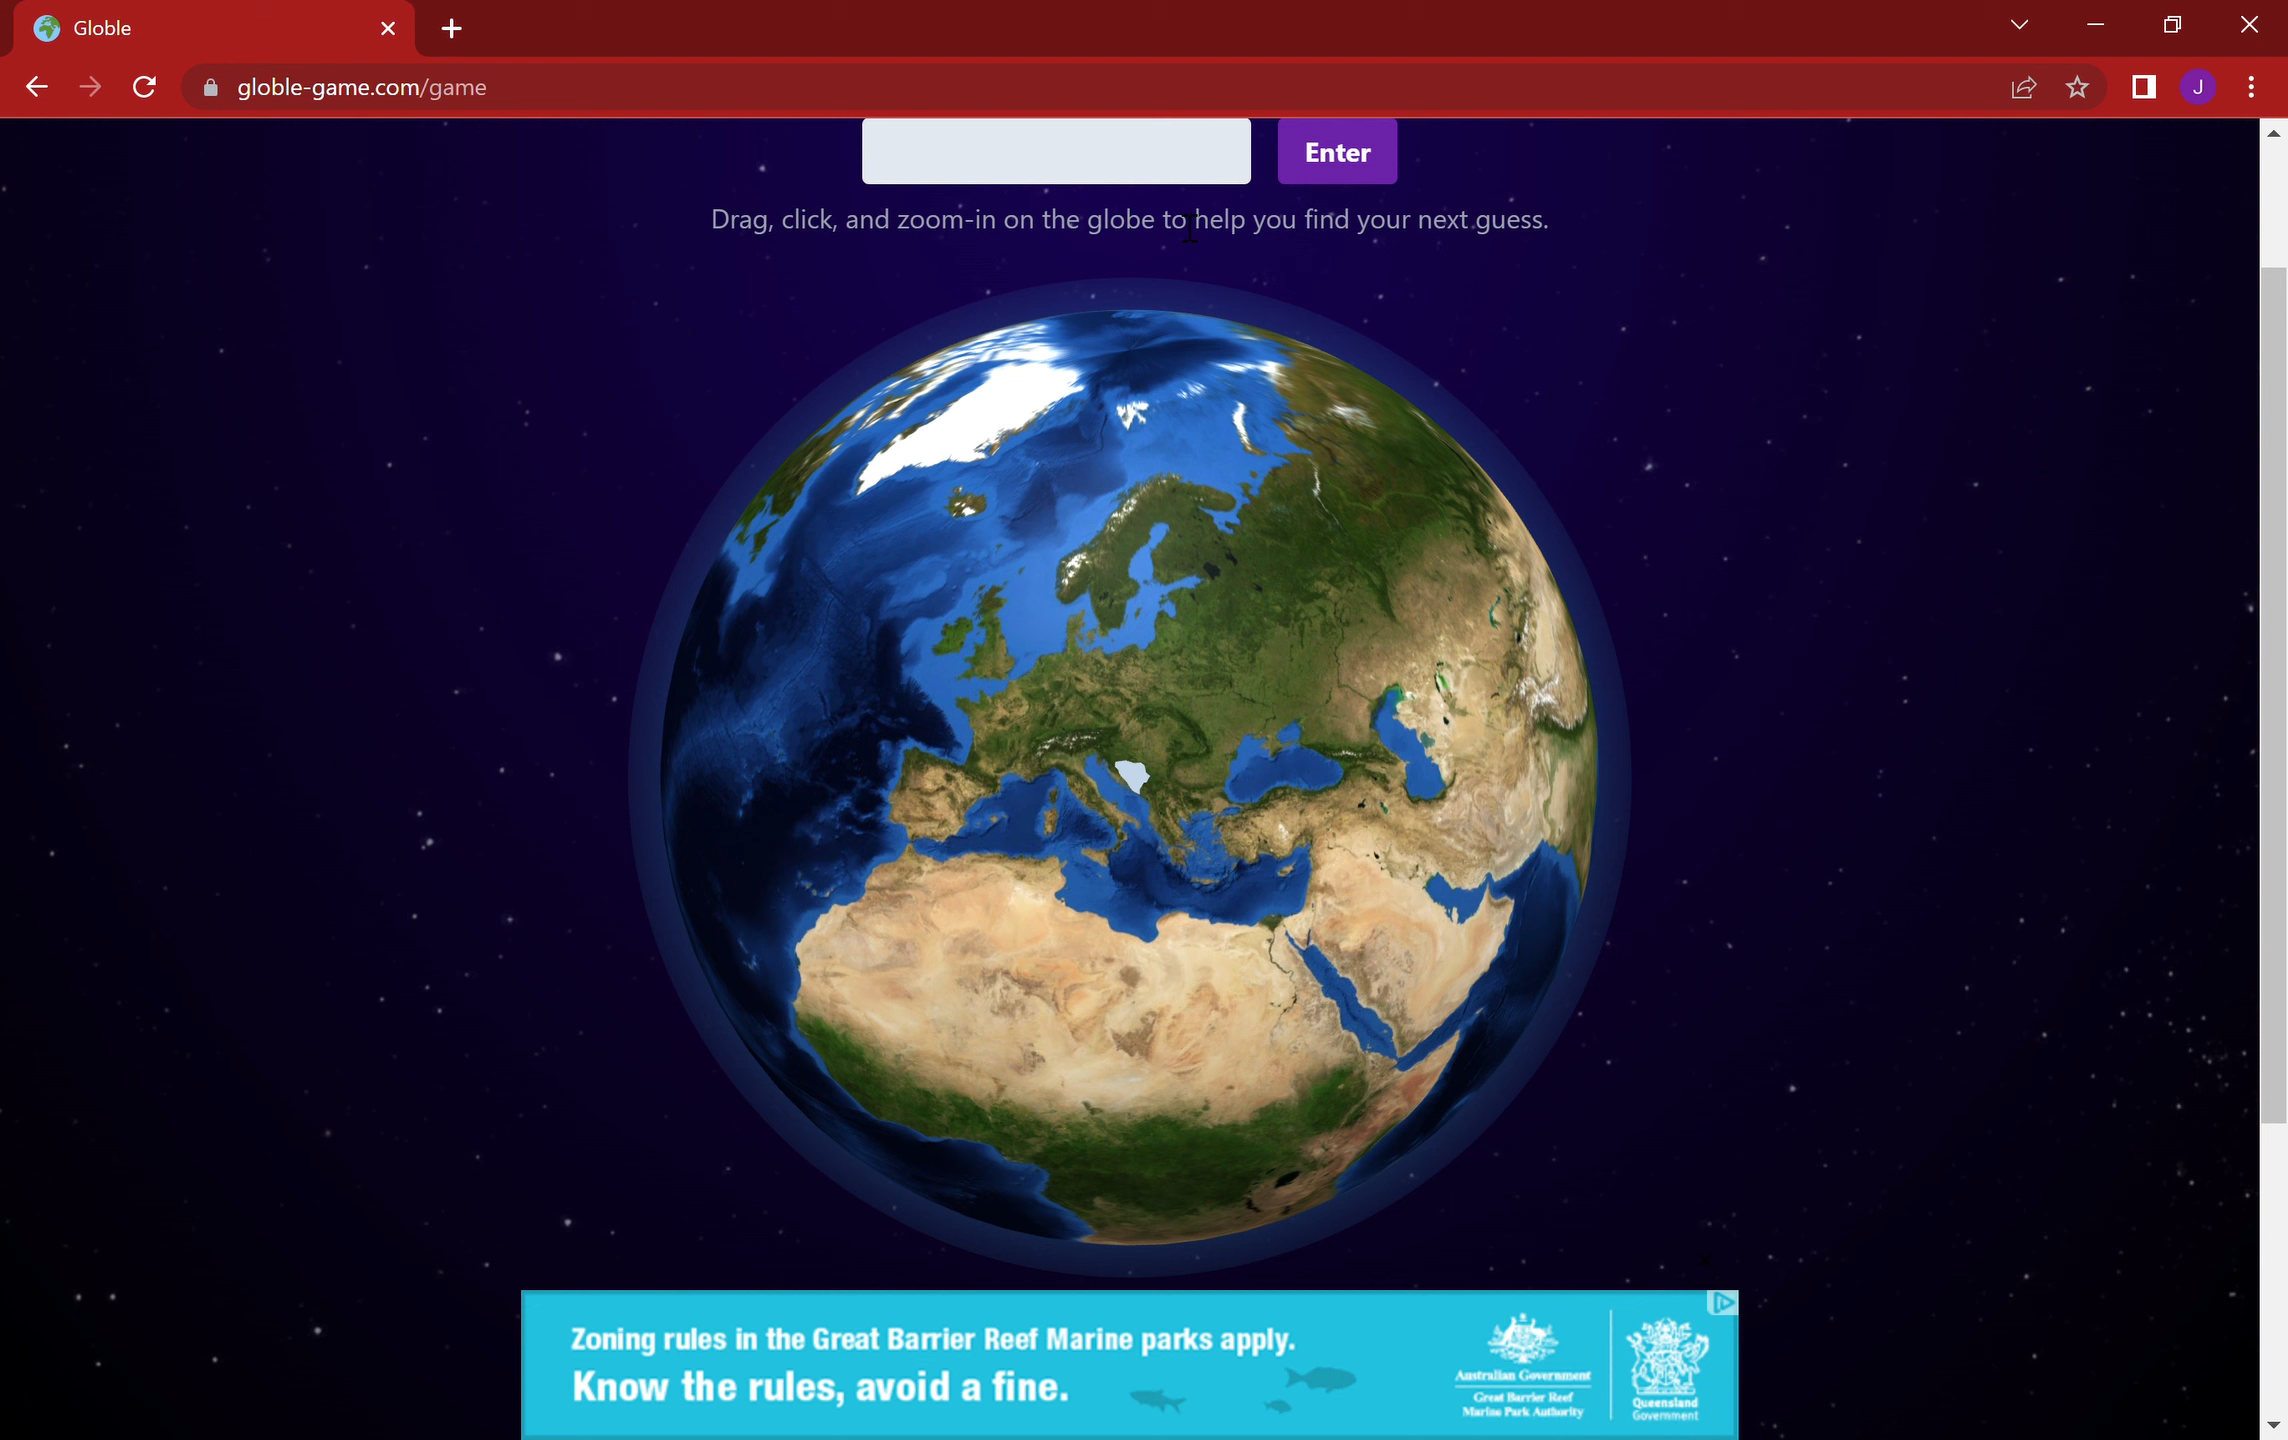 Globle
globle-game.com/game
J
Enter
Drag, click, and zoom-in on the globe to help you find your next guess.
Zoning rules in the Great Barrier Reef Marine parks apply.
Know the rules, avoid a fine.
Australian Government
Great Barrier Reef
Marine Park Authority
Queensland
Government